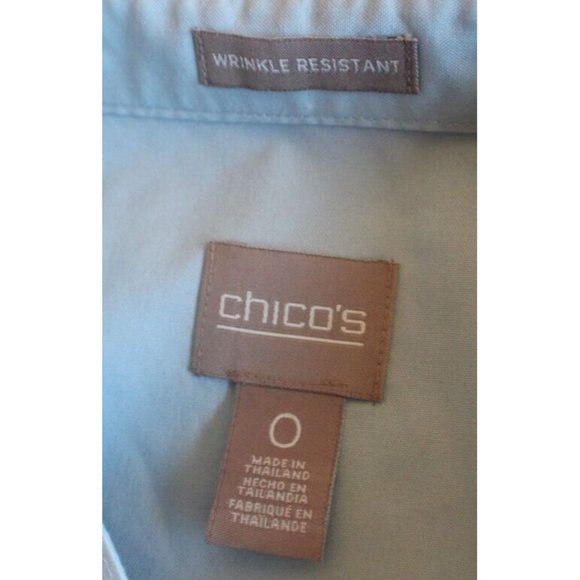 WRINKLE RESISTANT
chico's
0
MADE IN
THAILAND
HECHO EN
TAILANDIA
FABRIQUÉ EN
THAÏLANDE